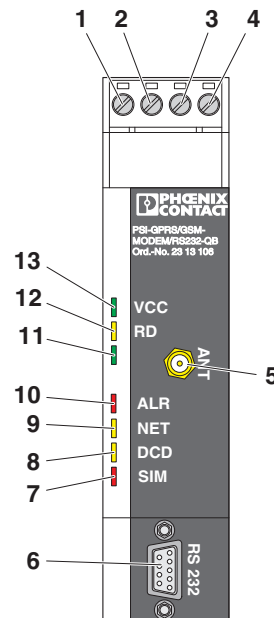 1 2 3 4
PHŒNIX
CONTACT
PSI-GPRS/GSM-
MODEM/RS232-QB
Ord.-No. 23 13 106
13
VCC
12
RD
11
ANT
5
10
ALR
9
NET
8
DCD
7
SIM
6
RS 232